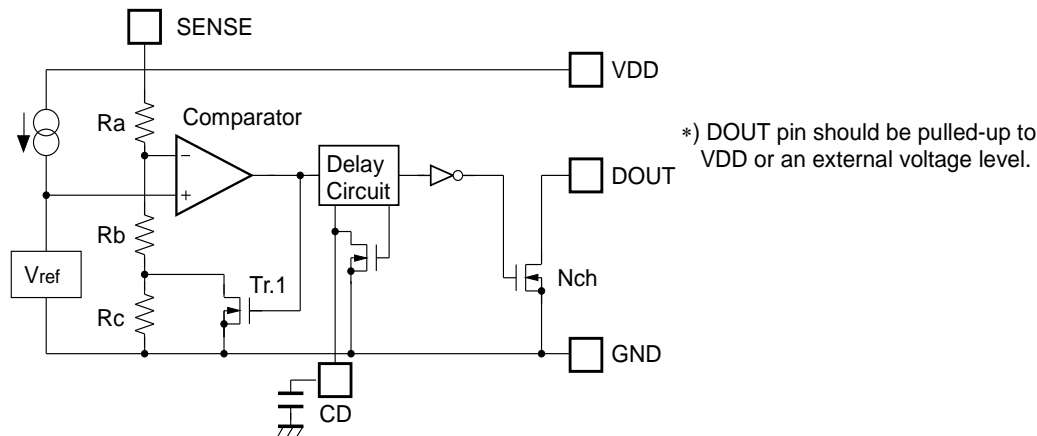 SENSE
VDD
Comparator
Ra
*) DOUT pin should be pulled-up to
VDD or an external voltage level.
−
+
Delay
Circuit
DOUT
Rb
Vref
Tr.1
Nch
Rc
GND
CD